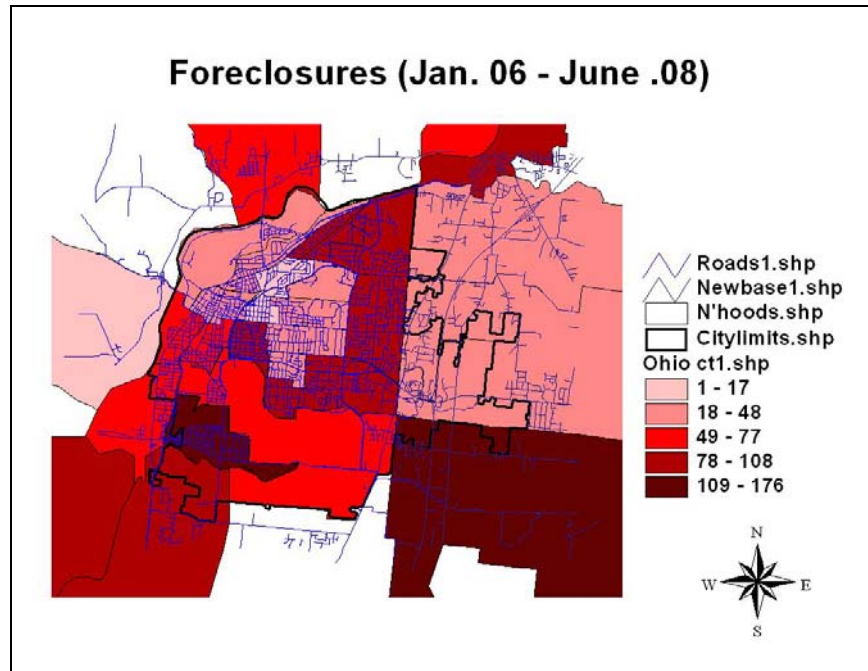 Foreclosures (Jan. 06 - June .08)
Roads1.shp
Newbase1.shp
N'hoods.shp
Citylimits.shp
Ohio ct1.shp
1 - 17
18 - 48
49 - 77
78 - 108
109 - 176
N
W E
S